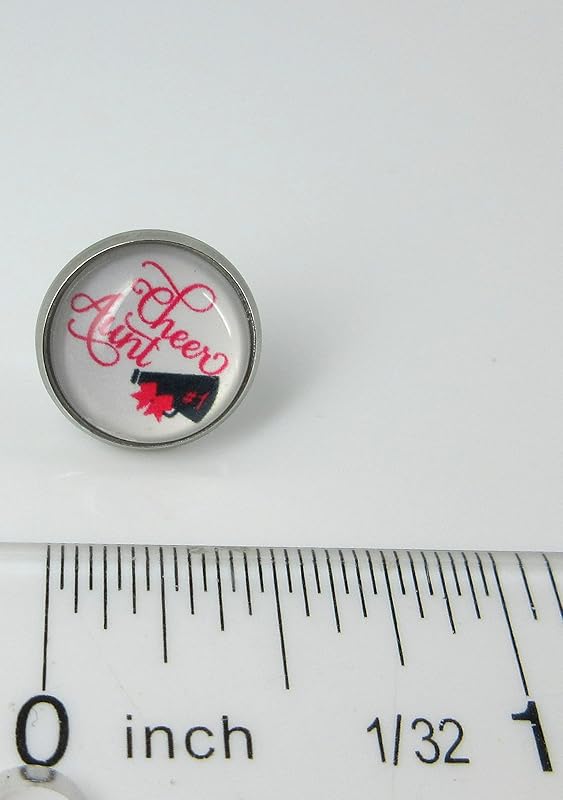 Cheer
Aunt
#1
0 inch 1/32 1